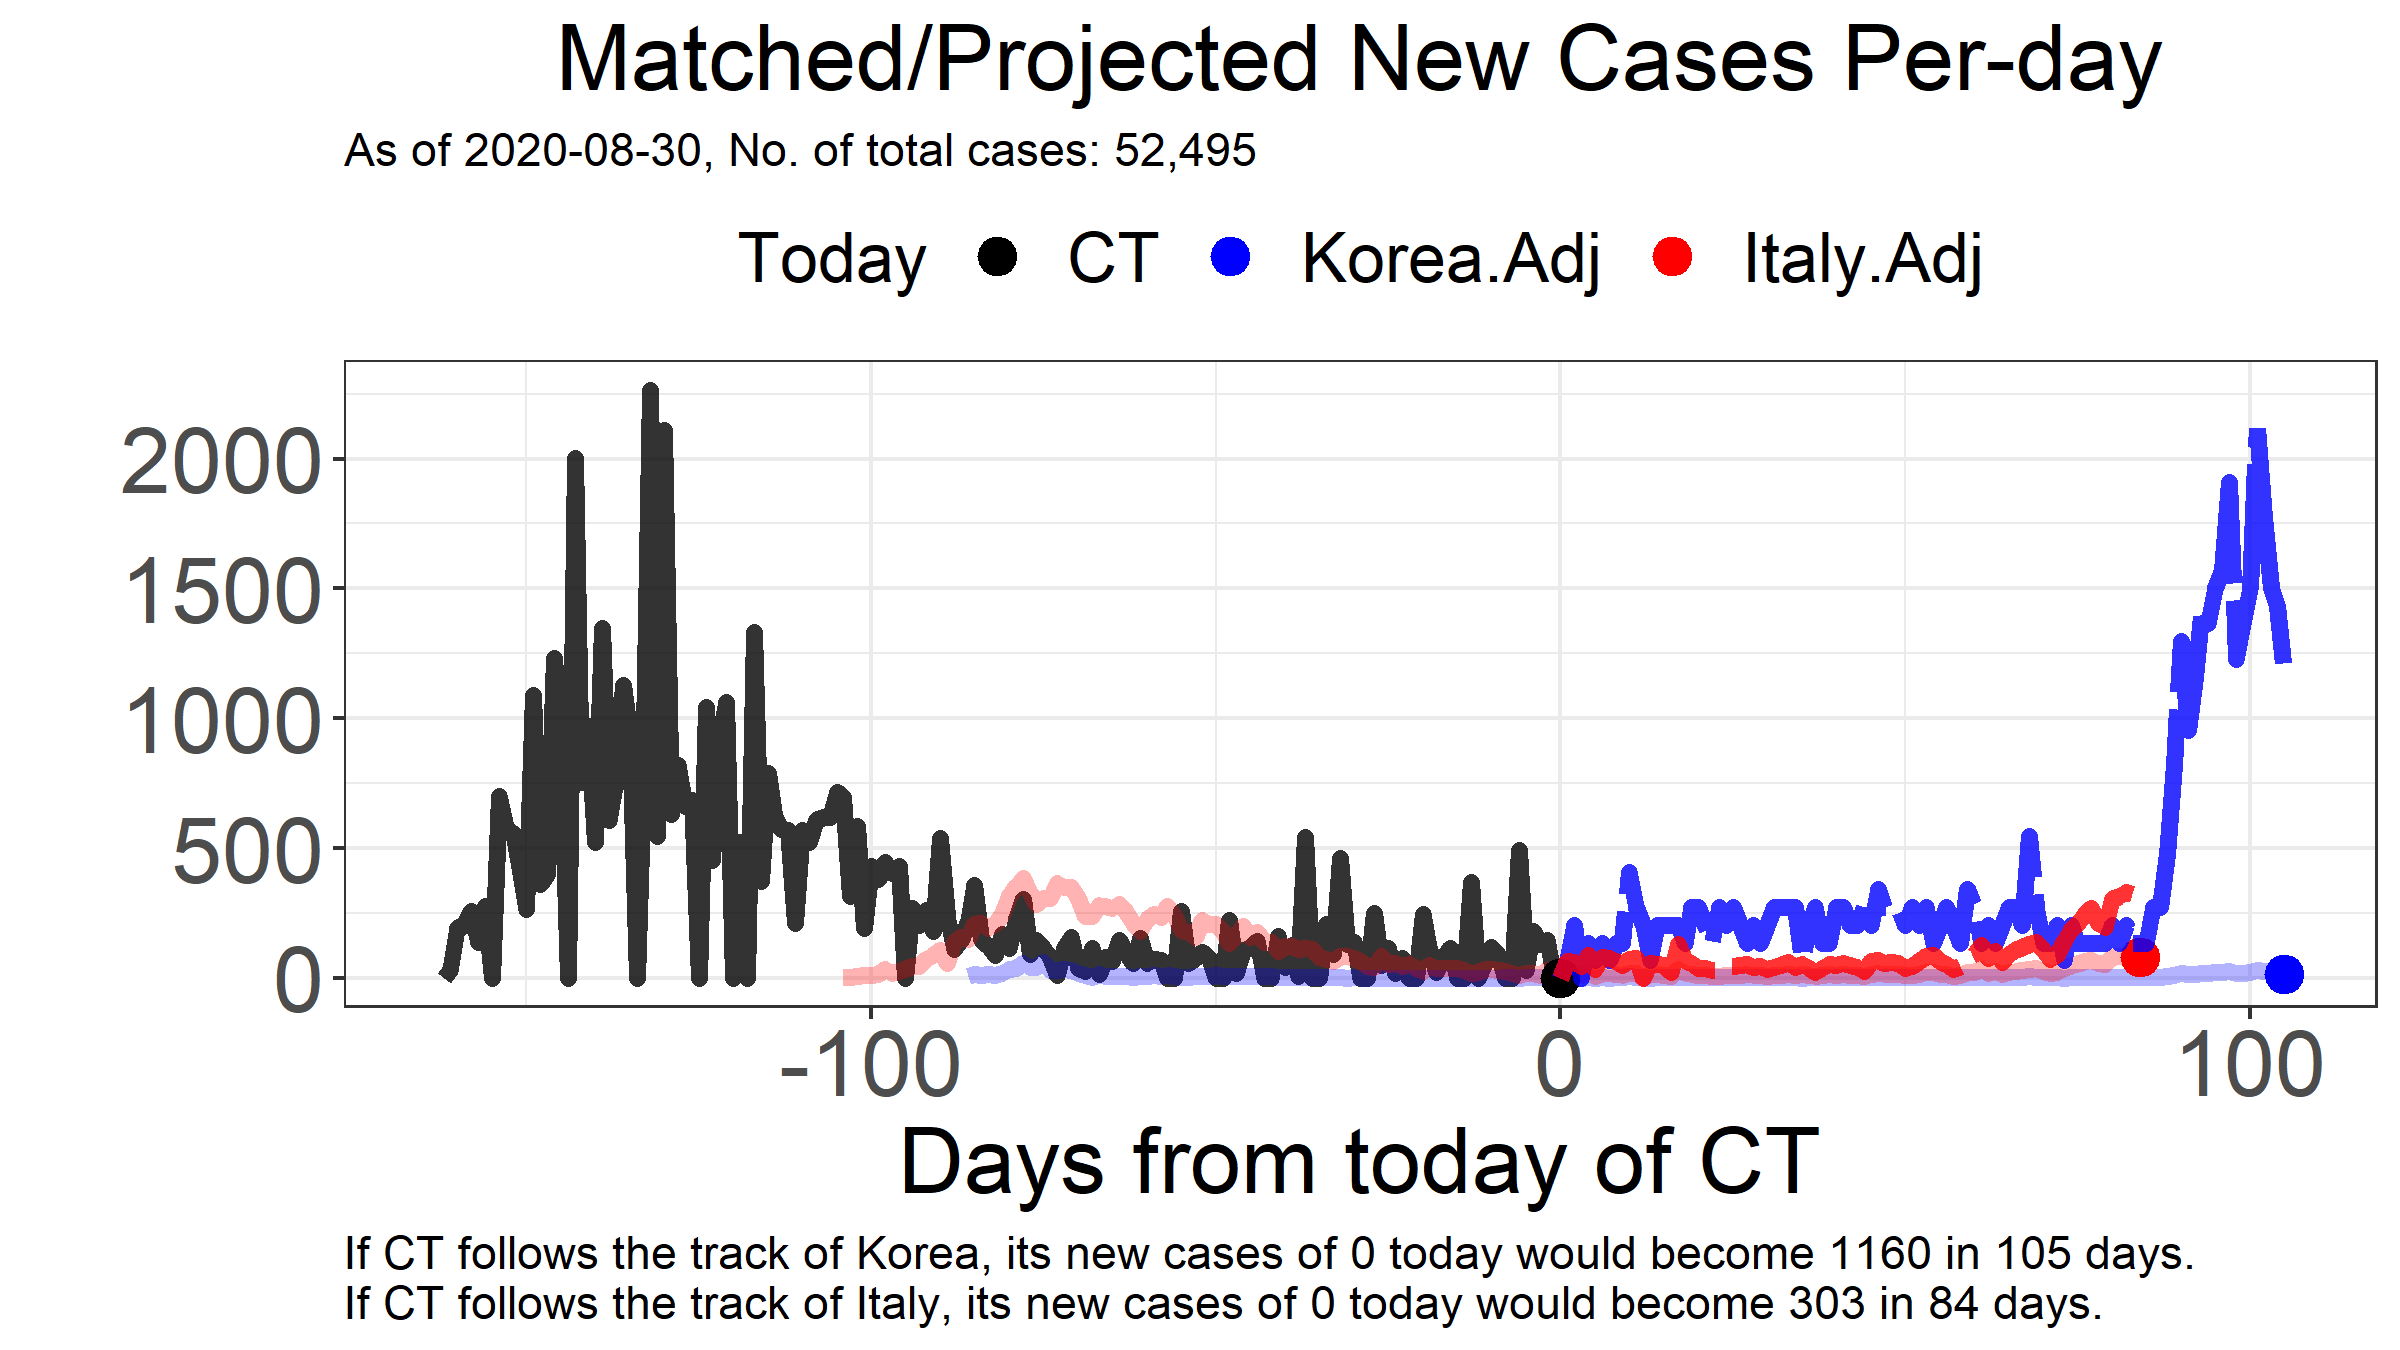 Matched/Projected New Cases Per-day
As of 2020-08-30, No. of total cases: 52,495
Today CT Korea.Adj Italy.Adj
2000
1500
1000
500
0
-100 0 100
Days from today of CT
If CT follows the track of Korea, its new cases of 0 today would become 1160 in 105 days.
If CT follows the track of Italy, its new cases of 0 today would become 303 in 84 days.